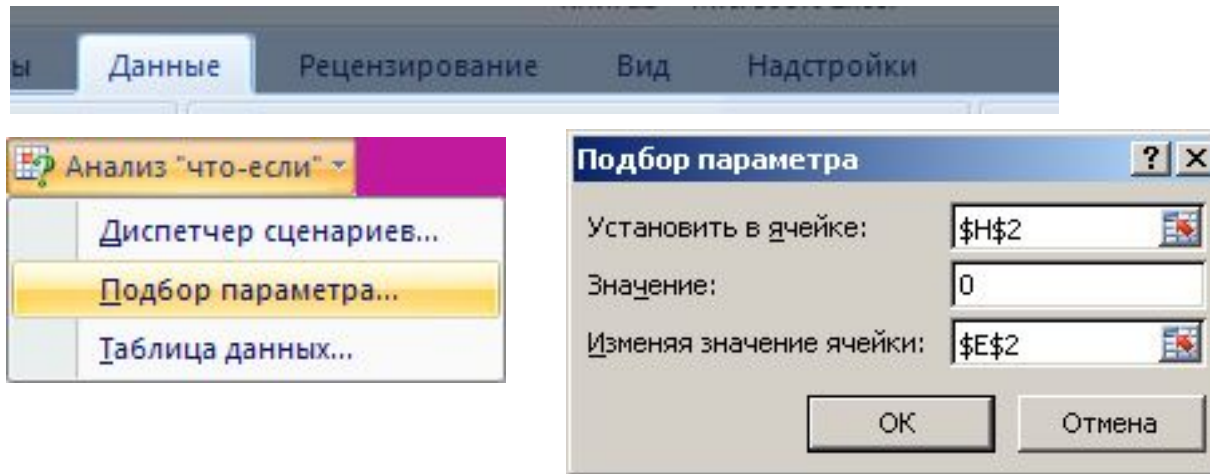 ы Данные Рецензирование Вид Надстройки
Анализ "что-если"
Диспетчер сценариев...
Подбор параметра...
Таблица данных...
Подбор параметра ? ×
Установить в ячейке: $H$2
Значение: 0
Изменяя значение ячейки: $E$2
ОК Отмена